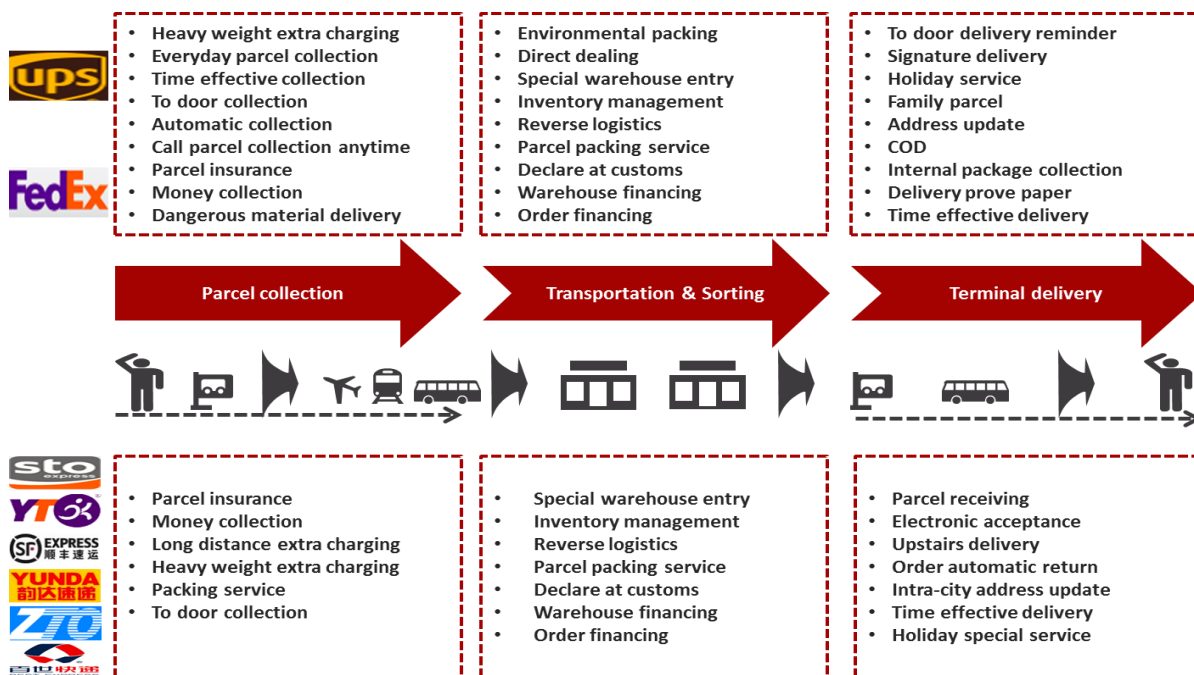 ups
FedEx
• Heavy weight extra charging
• Everyday parcel collection
• Time effective collection
• To door collection
• Automatic collection
• Call parcel collection anytime
• Parcel insurance
• Money collection
• Dangerous material delivery
• Environmental packing
• Direct dealing
• Special warehouse entry
• Inventory management
• Reverse logistics
• Parcel packing service
• Declare at customs
• Warehouse financing
• Order financing
• To door delivery reminder
• Signature delivery
• Holiday service
• Family parcel
• Address update
• COD
• Internal package collection
• Delivery prove paper
• Time effective delivery
Parcel collection
Transportation & Sorting
Terminal delivery
sto
express
YTO
SF EXPRESS
顺丰速运
YUNDA
韵达速递
ZTO
百世快递
• Parcel insurance
• Money collection
• Long distance extra charging
• Heavy weight extra charging
• Packing service
• To door collection
• Special warehouse entry
• Inventory management
• Reverse logistics
• Parcel packing service
• Declare at customs
• Warehouse financing
• Order financing
• Parcel receiving
• Electronic acceptance
• Upstairs delivery
• Order automatic return
• Intra-city address update
• Time effective delivery
• Holiday special service